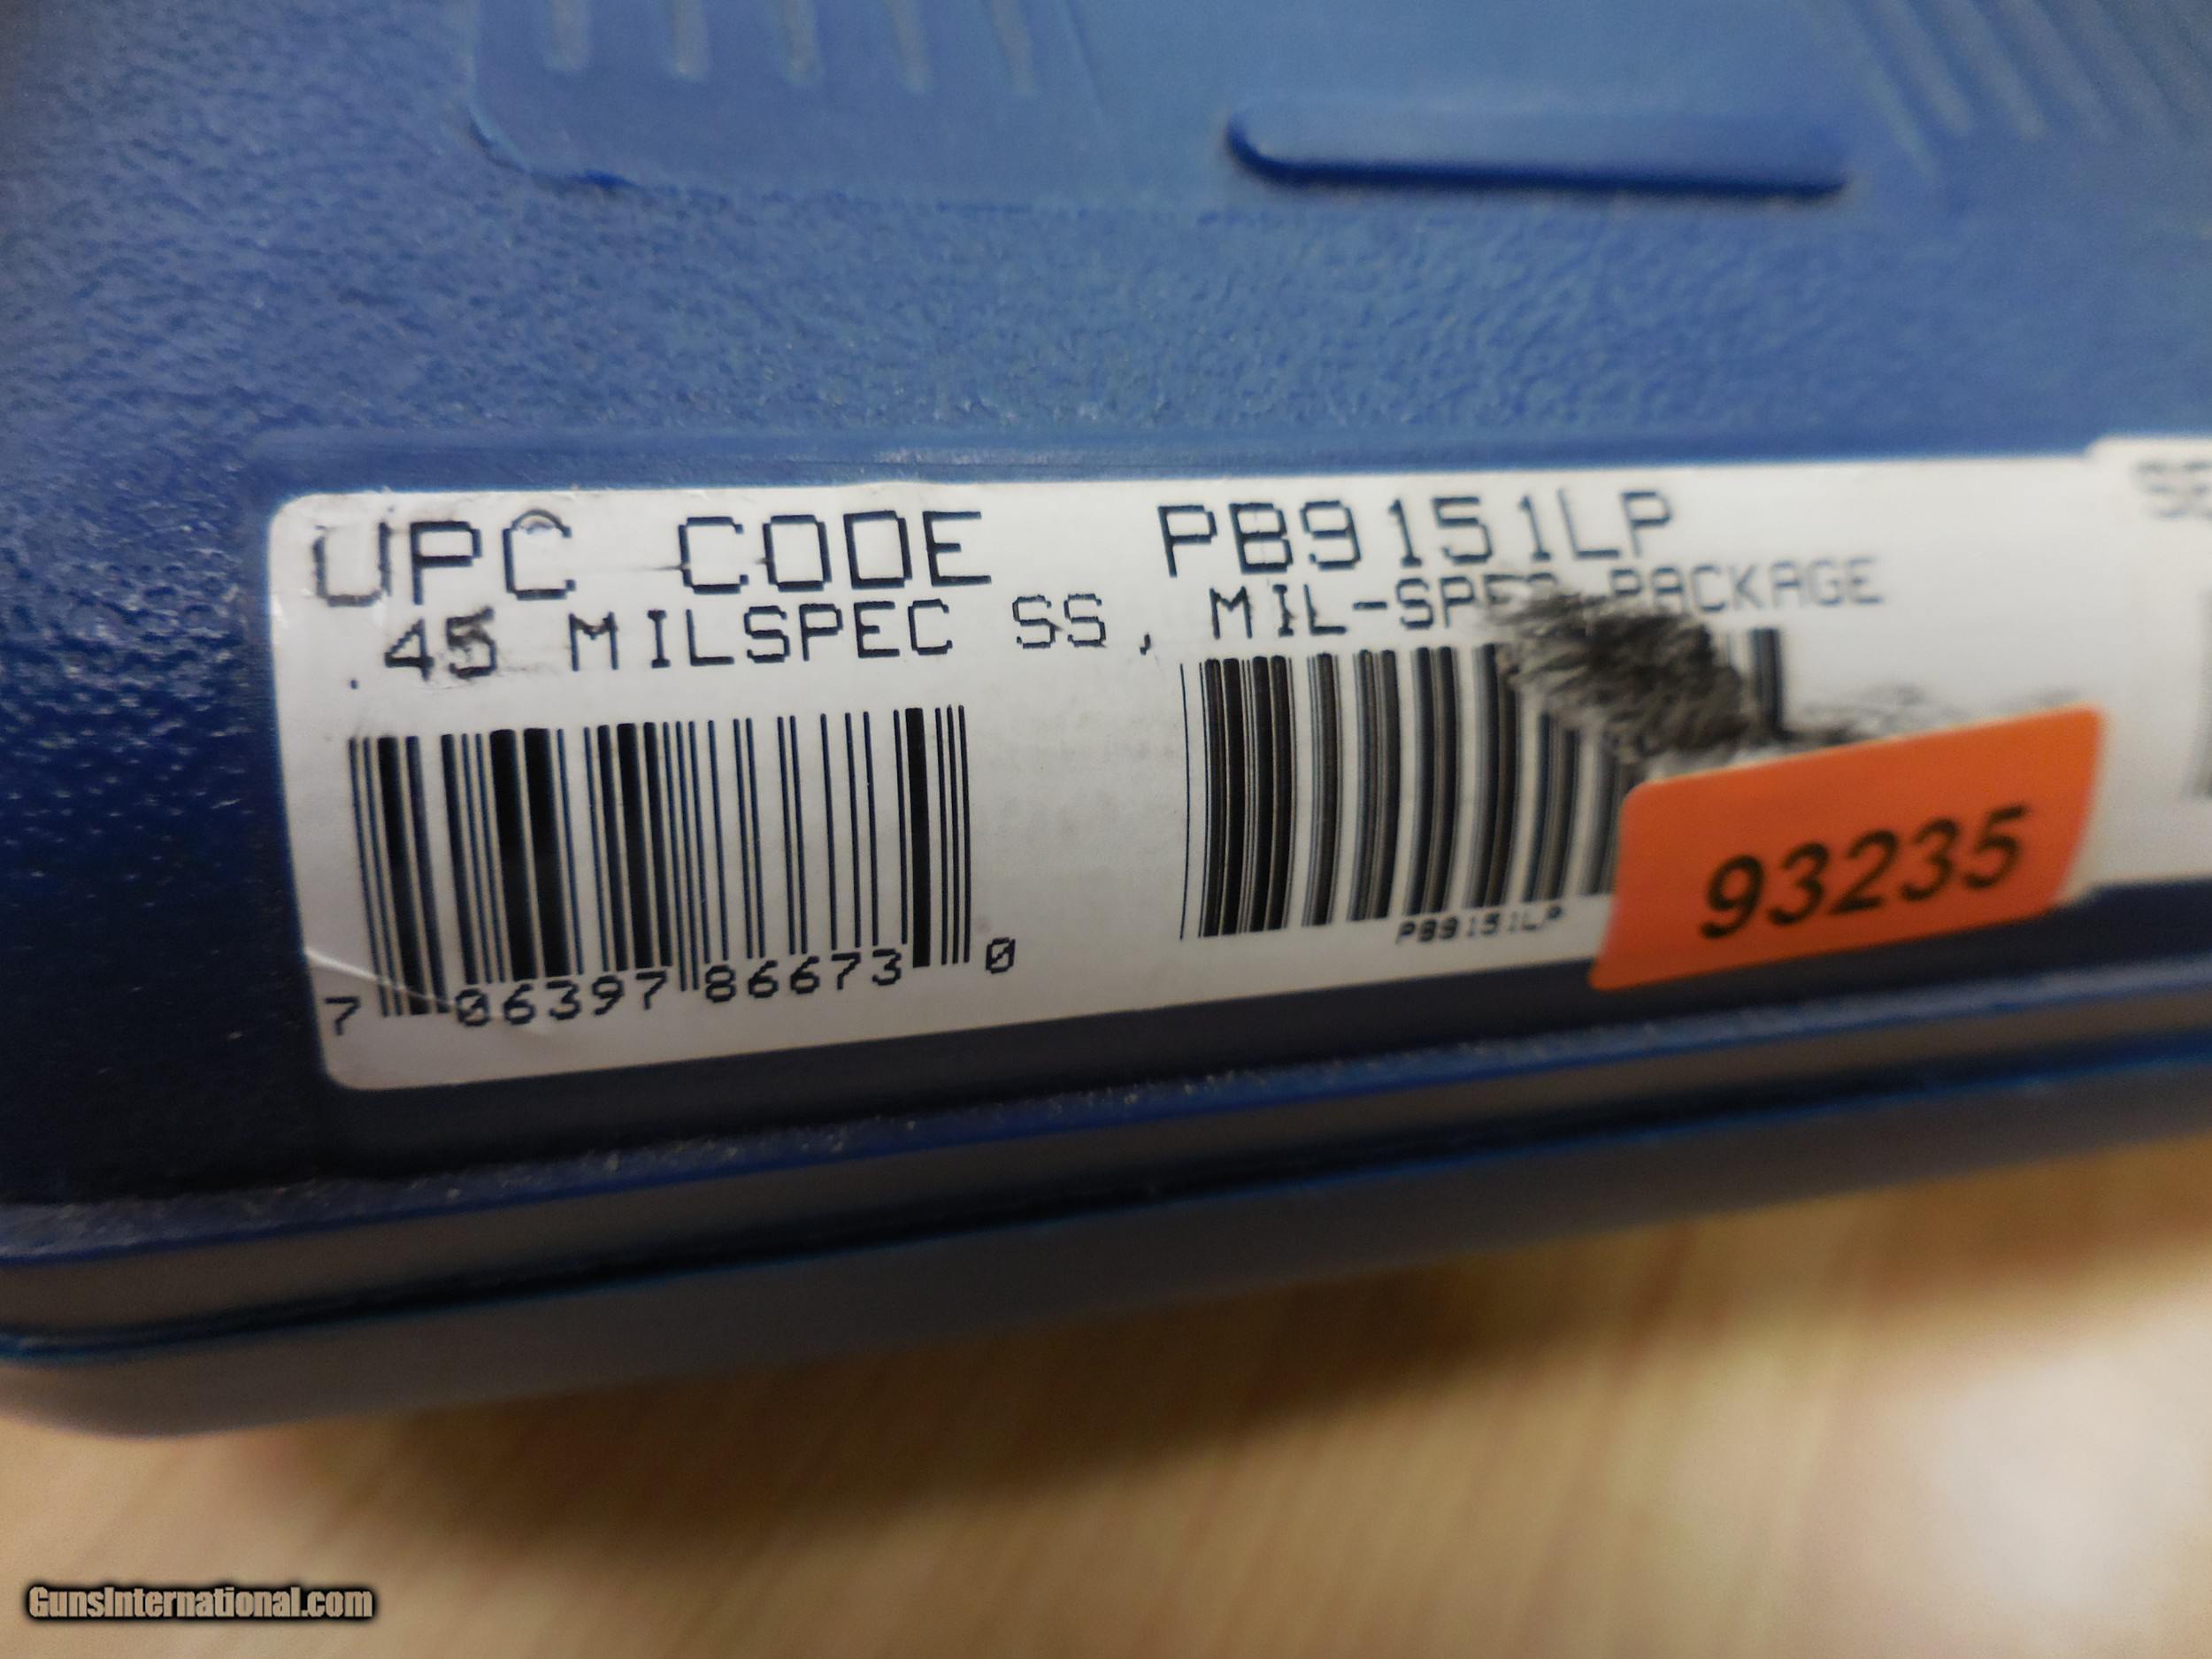 UPC CODE PB9151LP
.45 MILSPEC SS, MIL-SPEC PACKAGE
7 06397 86673 0
PB9151LP
93235
GunsInternational.com